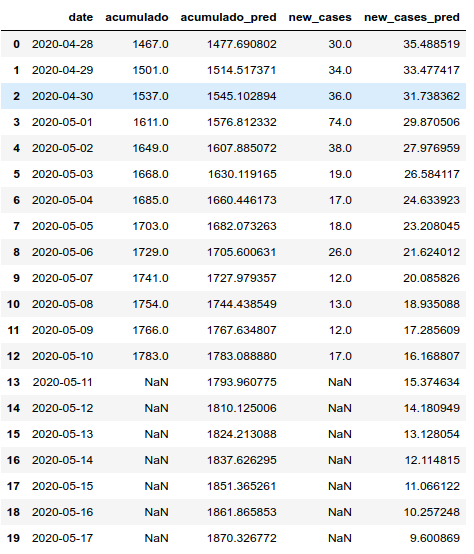 date acumulado acumulado_pred new_cases new_cases_pred
0 2020-04-28 1467.0 1477.690802 30.0 35.488519
1 2020-04-29 1501.0 1514.517371 34.0 33.477417
2 2020-04-30 1537.0 1545.102894 36.0 31.738362
3 2020-05-01 1611.0 1576.812332 74.0 29.870506
4 2020-05-02 1649.0 1607.885072 38.0 27.976959
5 2020-05-03 1668.0 1630.119165 19.0 26.584117
6 2020-05-04 1685.0 1660.446173 17.0 24.633923
7 2020-05-05 1703.0 1682.073263 18.0 23.208045
8 2020-05-06 1729.0 1705.600631 26.0 21.624012
9 2020-05-07 1741.0 1727.979357 12.0 20.085826
10 2020-05-08 1754.0 1744.438549 13.0 18.935088
11 2020-05-09 1766.0 1767.634807 12.0 17.285609
12 2020-05-10 1783.0 1783.088880 17.0 16.168807
13 2020-05-11 NaN 1793.960775 NaN 15.374634
14 2020-05-12 NaN 1810.125006 NaN 14.180949
15 2020-05-13 NaN 1824.213088 NaN 13.128054
16 2020-05-14 NaN 1837.626295 NaN 12.114815
17 2020-05-15 NaN 1851.365261 NaN 11.066122
18 2020-05-16 NaN 1861.865853 NaN 10.257248
19 2020-05-17 NaN 1870.326772 NaN 9.600869